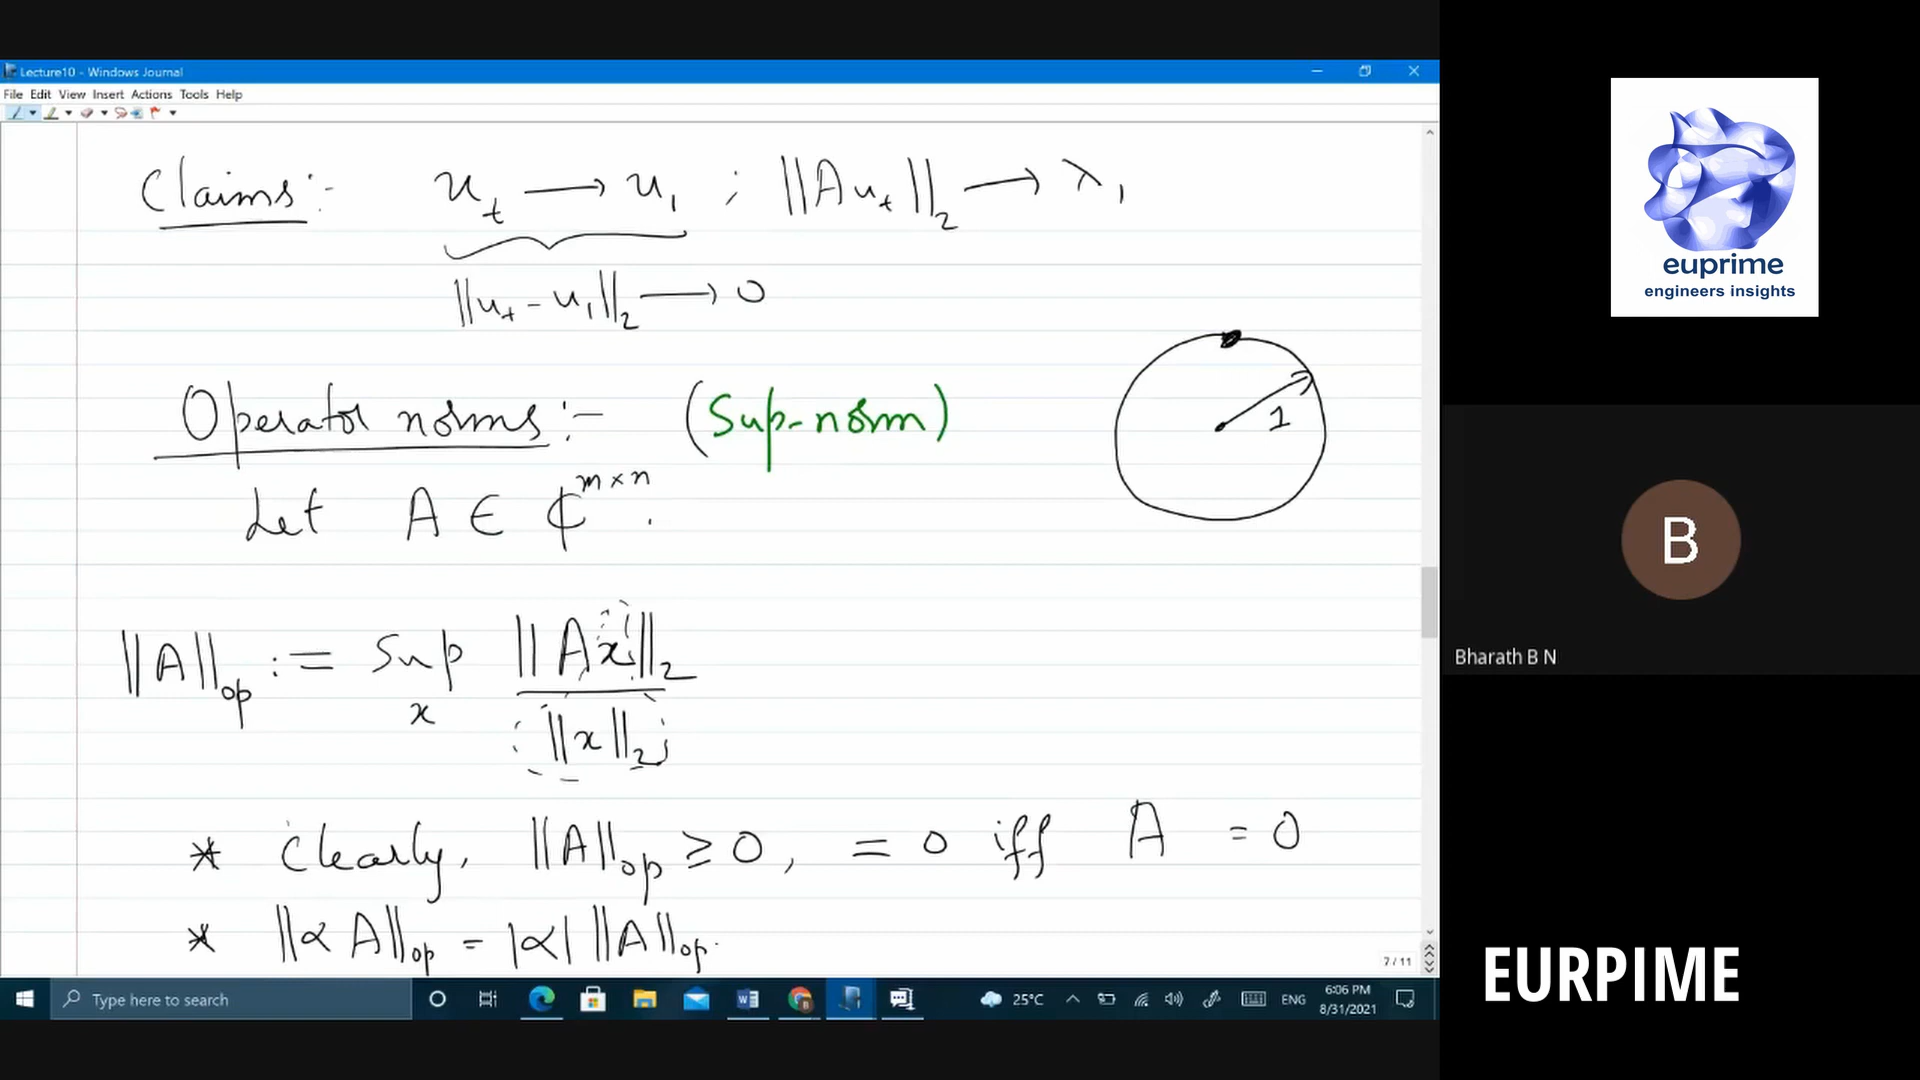 Lecture10 - Windows Journal
File Edit View Insert Actions Tools Help
Claims:- u_t → u_1 ; ||Au_t||_2 → λ_1
||u_t - u_1||_2 → 0
Operator norms:- (Sup-norm)
1
Let A ∈ ₵^{m×n}.
||A||_op := Sup_x ||Ax||_2 / ||x||_2
* Clearly, ||A||_op ≥ 0, = 0 iff A = 0
* ||αA||_op = |α| ||A||_op.
7 / 11
Type here to search
25°C
ENG
6:06 PM
8/31/2021
euprime
engineers insights
B
Bharath B N
EURPIME